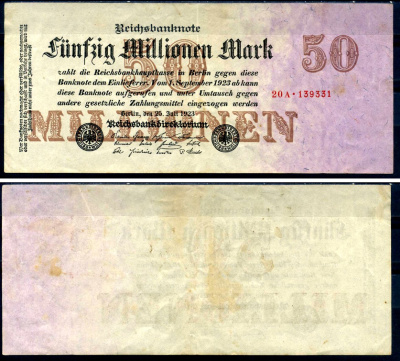 Reichsbanknote
Fünfzig Millionen Mark
50
50
zahlt die Reichsbankhauptkasse in Berlin gegen diese
Banknote dem Einlieferer. Vom 1. September 1923 ab kann
diese Banknote aufgerufen und unter Umtausch gegen
andere gesetzliche Zahlungsmittel eingezogen werden
20A·139331
Berlin, den 25. Juli 1923
Reichsbankdirektorium
MILLIONEN